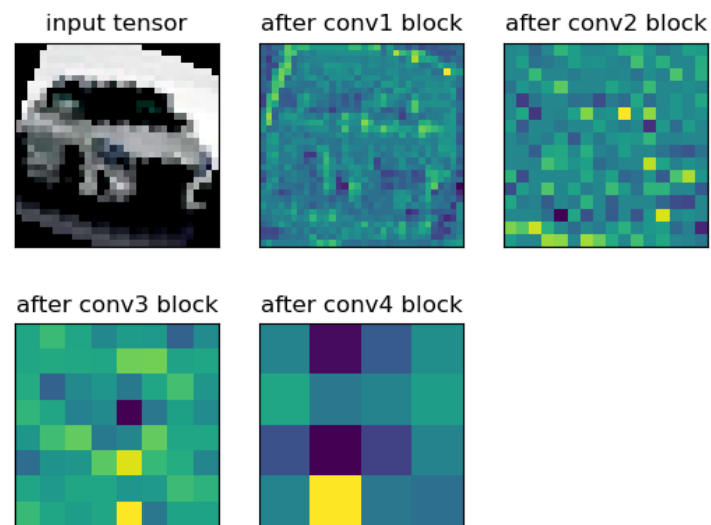 input tensor
after conv1 block
after conv2 block
after conv3 block
after conv4 block